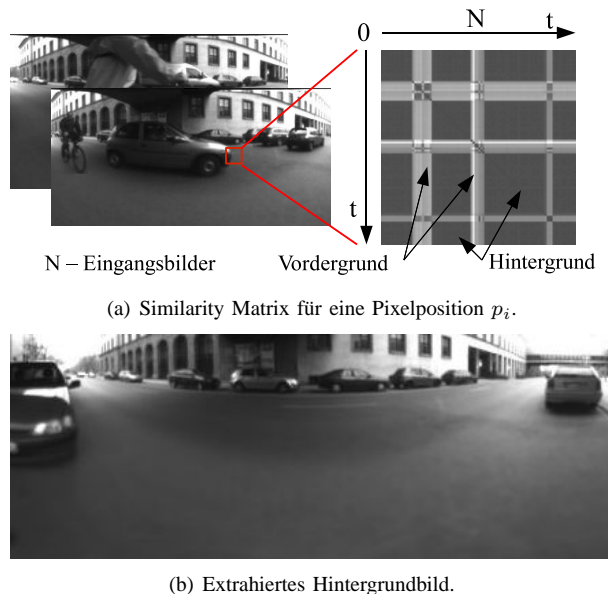 0 N t
t
N – Eingangsbilder
Vordergrund
Hintergrund
(a) Similarity Matrix für eine Pixelposition p_i.
(b) Extrahiertes Hintergrundbild.